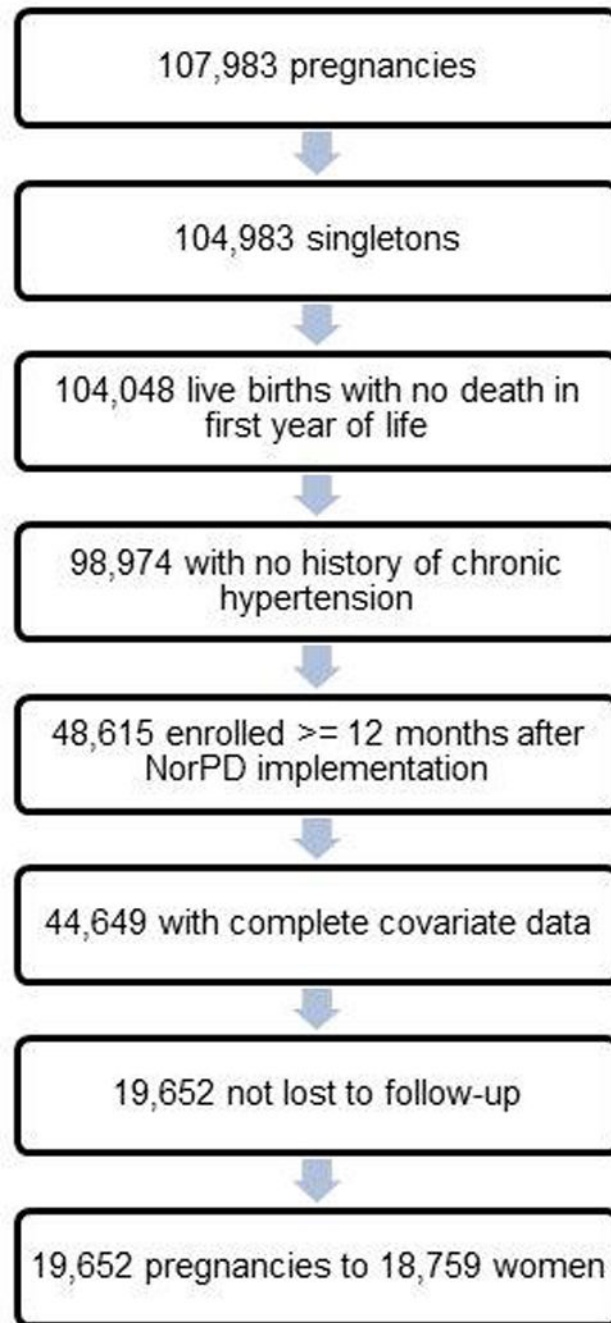 107,983 pregnancies
104,983 singletons
104,048 live births with no death in
first year of life
98,974 with no history of chronic
hypertension
48,615 enrolled >= 12 months after
NorPD implementation
44,649 with complete covariate data
19,652 not lost to follow-up
19,652 pregnancies to 18,759 women